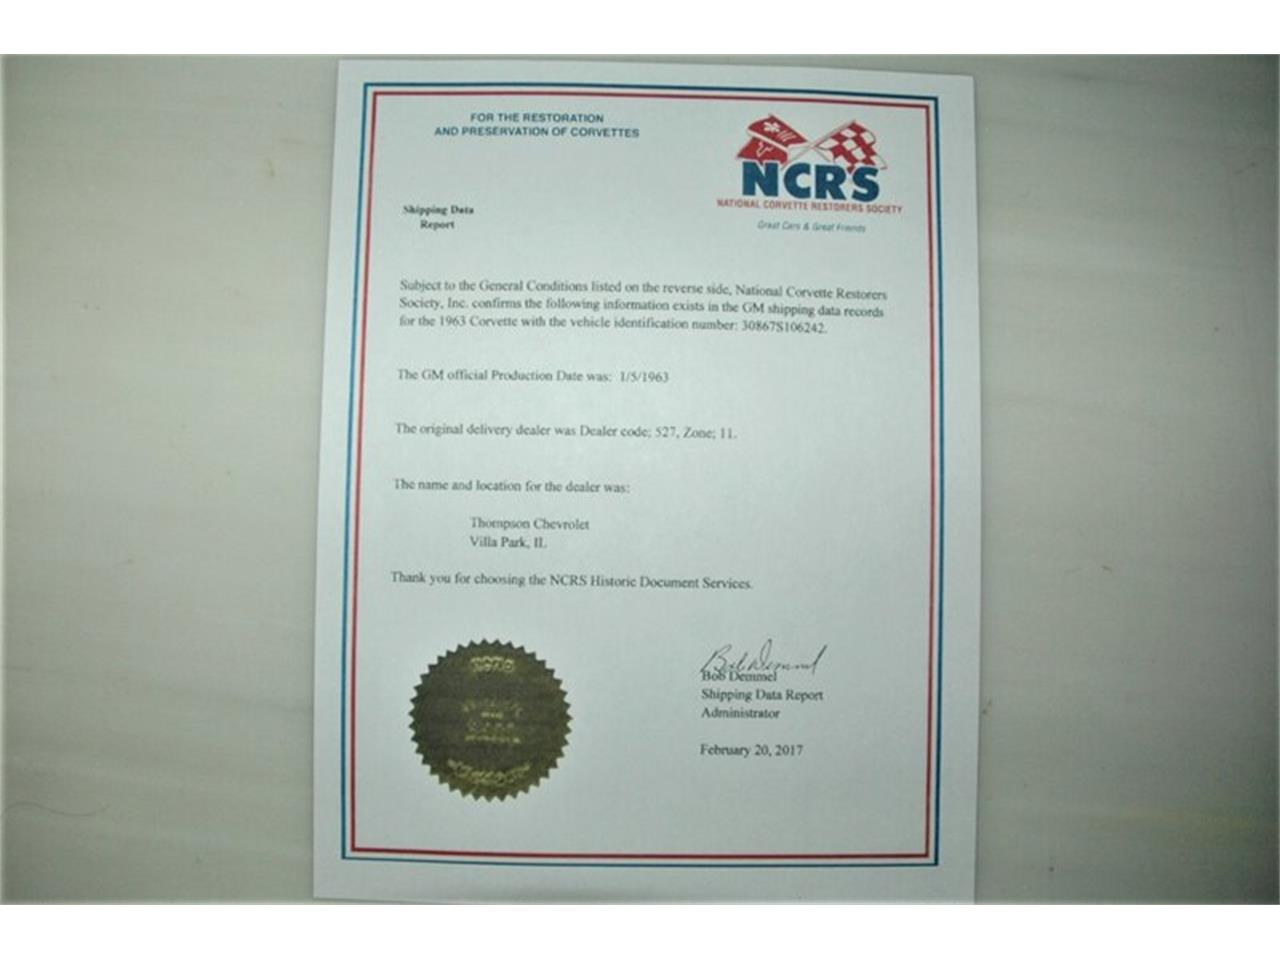 FOR THE RESTORATION
AND PRESERVATION OF CORVETTES
NCRS
NATIONAL CORVETTE RESTORERS SOCIETY
Great Cars & Great Friends
Shipping Data
Report
Subject to the General Conditions listed on the reverse side, National Corvette Restorers
Society, Inc. confirms the following information exists in the GM shipping data records
for the 1963 Corvette with the vehicle identification number: 30867S106242.
The GM official Production Date was: 1/5/1963
The original delivery dealer was Dealer code; 527, Zone; 11.
The name and location for the dealer was:
Thompson Chevrolet
Villa Park, IL
Thank you for choosing the NCRS Historic Document Services.
Bob Demmel
Bob Demmel
Shipping Data Report
Administrator
February 20, 2017